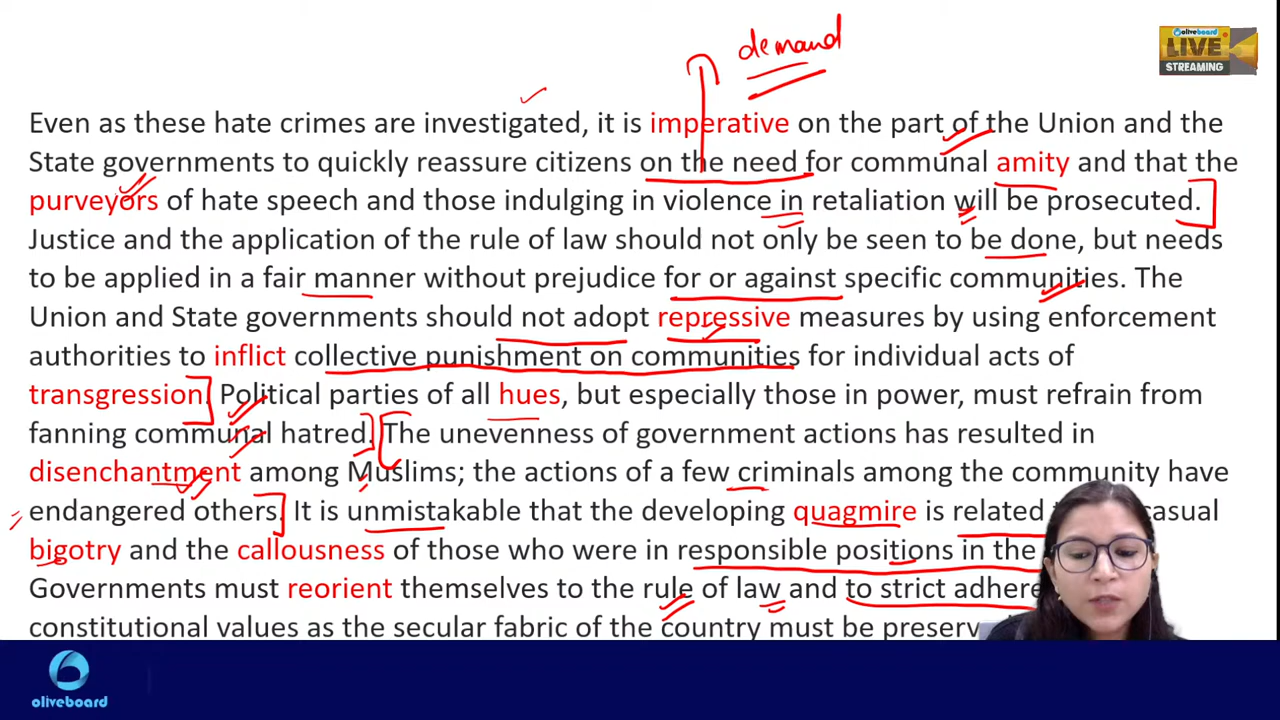 demand
oliveboard
LIVE
STREAMING
Even as these hate crimes are investigated, it is imperative on the part of the Union and the
State governments to quickly reassure citizens on the need for communal amity and that the
purveyors of hate speech and those indulging in violence in retaliation will be prosecuted.
Justice and the application of the rule of law should not only be seen to be done, but needs
to be applied in a fair manner without prejudice for or against specific communities. The
Union and State governments should not adopt repressive measures by using enforcement
authorities to inflict collective punishment on communities for individual acts of
transgression. Political parties of all hues, but especially those in power, must refrain from
fanning communal hatred. The unevenness of government actions has resulted in
disenchantment among Muslims; the actions of a few criminals among the community have
endangered others. It is unmistakable that the developing quagmire is related casual
bigotry and the callousness of those who were in responsible positions in the
Governments must reorient themselves to the rule of law and to strict
constitutional values as the secular fabric of the country must be
oliveboard